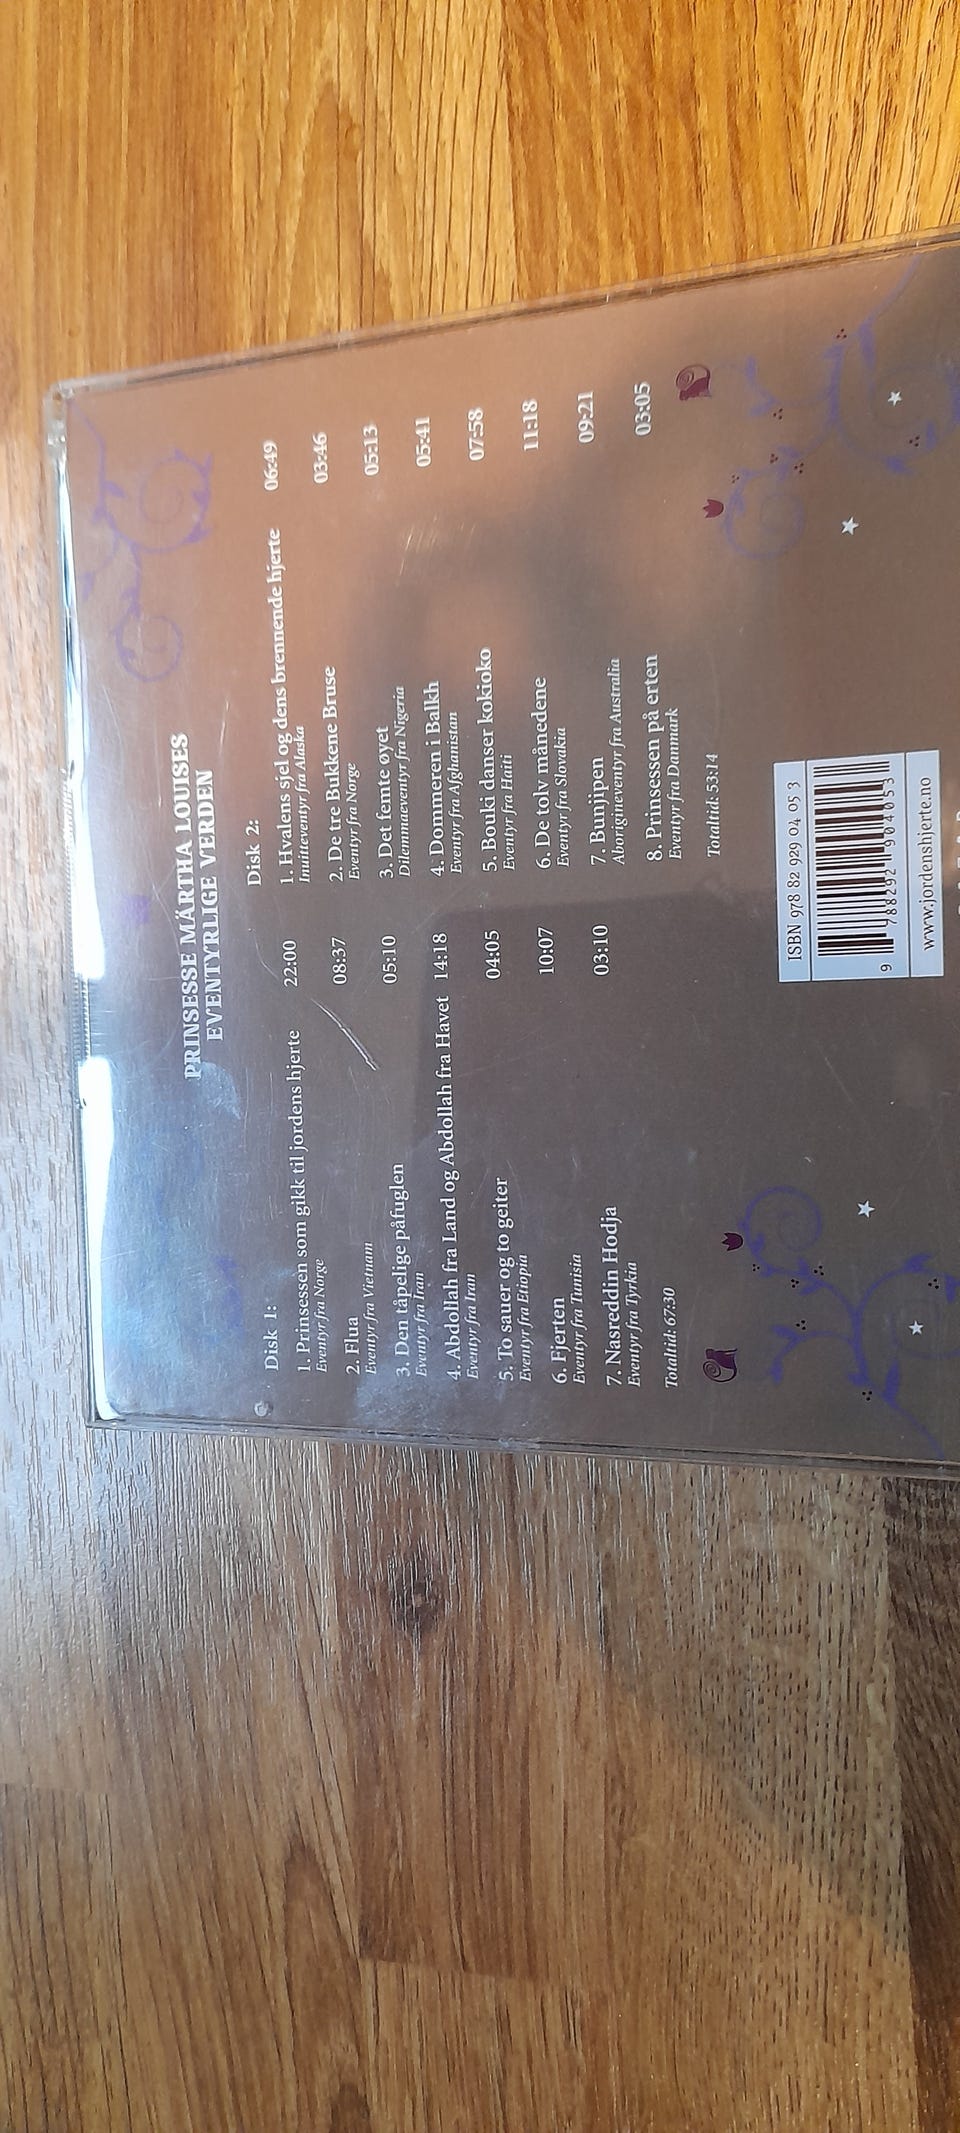 PRINSESSE MÄRTHA LOUISES
EVENTYRLIGE VERDEN
Disk 1:
1. Prinsessen som gikk til jordens hjerte 22:00
Eventyr fra Norge
2. Flua 08:37
Eventyr fra Vietnam
3. Den tåpelige påfuglen 05:10
Eventyr fra Iran
4. Abdollah fra Land og Abdollah fra Havet 14:18
Eventyr fra Iran
5. To sauer og to geiter 04:05
Eventyr fra Etiopia
6. Fjerten 10:07
Eventyr fra Tunisia
7. Nasreddin Hodja 03:10
Eventyr fra Tyrkia
Totaltid: 67:30
Disk 2:
1. Hvalens sjel og dens brennende hjerte 06:49
Inuitteventyr fra Alaska
2. De tre Bukkene Bruse 03:46
Eventyr fra Norge
3. Det femte øyet 05:13
Dilemmaeventyr fra Nigeria
4. Dommeren i Balkh 05:41
Eventyr fra Afghanistan
5. Bouki danser kokioko 07:58
Eventyr fra Haiti
6. De tolv månedene 11:18
Eventyr fra Slovakia
7. Bunjipen 09:21
Aborigineventyr fra Australia
8. Prinsessen på erten 03:05
Eventyr fra Danmark
Totaltid: 53:14
ISBN 978 82 929 04 05 3
9 788292 904053
www.jordenshjerte.no